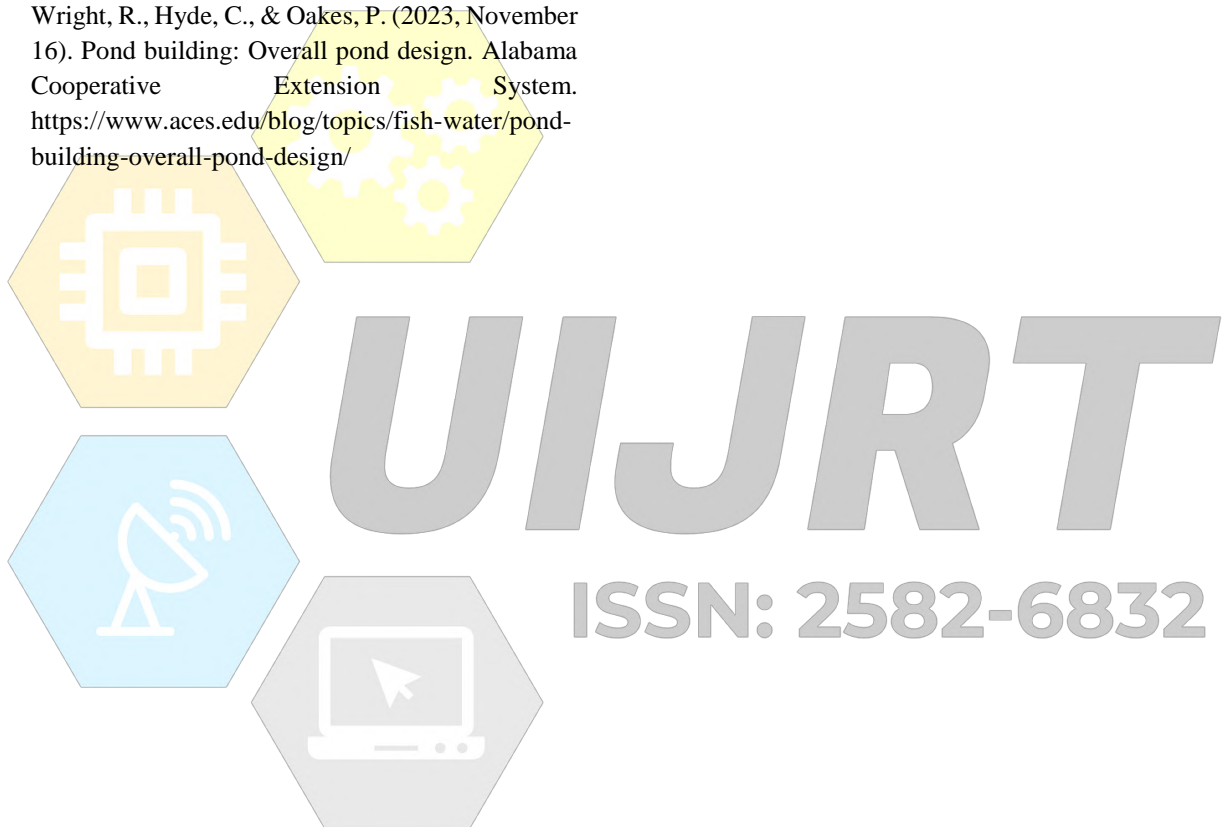 Wright, R., Hyde, C., & Oakes, P. (2023, November
16). Pond building: Overall pond design. Alabama
Cooperative Extension System.
https://www.aces.edu/blog/topics/fish-water/pond-
building-overall-pond-design/
UIJRT
ISSN: 2582-6832